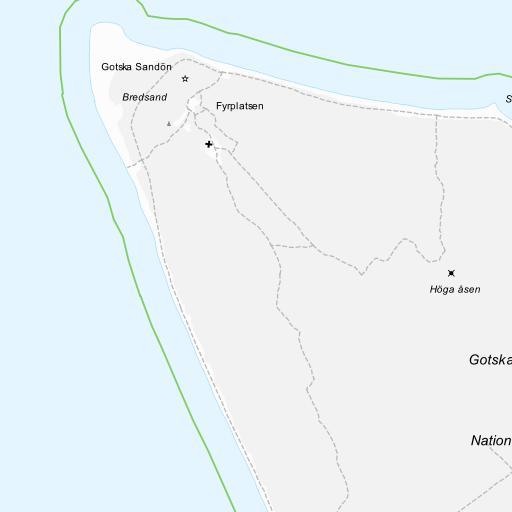 Gotska Sandön
Bredsand
Fyrplatsen
S
Höga åsen
Gotska
Nation